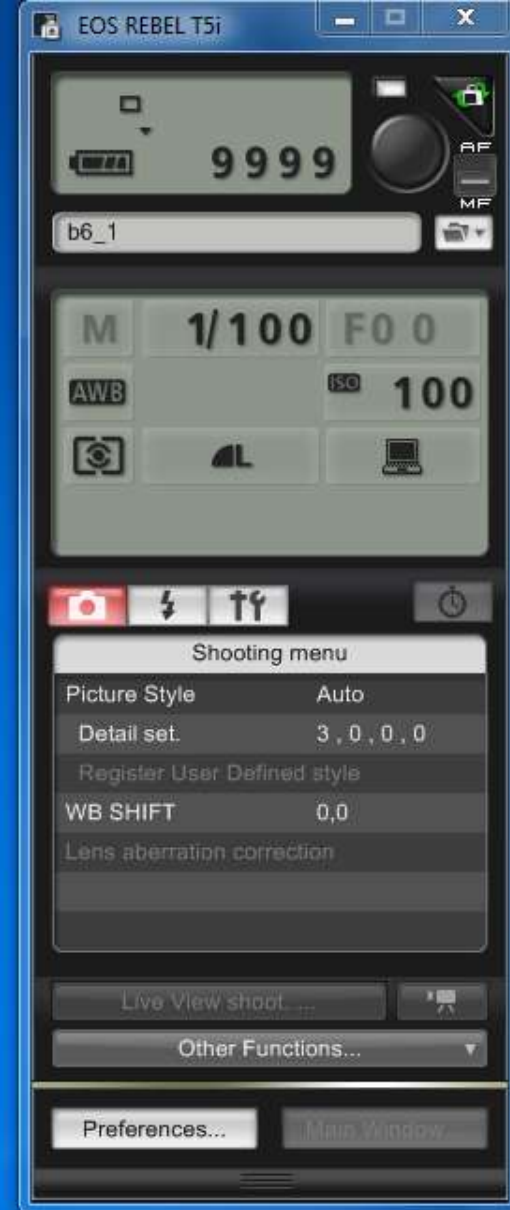 EOS REBEL T5i
9999
AF
MF
b6_1
M 1/100 F00
AWB ISO 100
L
Shooting menu
Picture Style Auto
Detail set. 3 , 0 , 0 , 0
Register User Defined style
WB SHIFT 0,0
Lens aberration correction
Live View shoot. ...
Other Functions...
Preferences... Main Window...